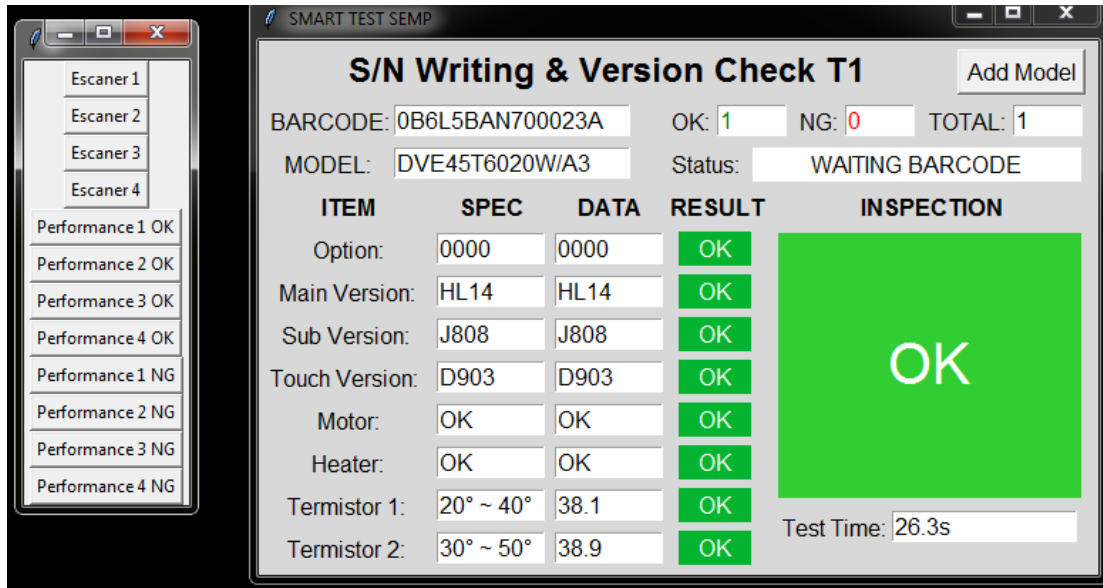 Escaner 1
Escaner 2
Escaner 3
Escaner 4
Performance 1 OK
Performance 2 OK
Performance 3 OK
Performance 4 OK
Performance 1 NG
Performance 2 NG
Performance 3 NG
Performance 4 NG
SMART TEST SEMP
S/N Writing & Version Check T1 Add Model
BARCODE: 0B6L5BAN700023A OK: 1 NG: 0 TOTAL: 1
MODEL: DVE45T6020W/A3 Status: WAITING BARCODE
ITEM SPEC DATA RESULT INSPECTION
Option: 0000 0000 OK
Main Version: HL14 HL14 OK
Sub Version: J808 J808 OK
Touch Version: D903 D903 OK
Motor: OK OK OK
Heater: OK OK OK
Termistor 1: 20° ~ 40° 38.1 OK
Termistor 2: 30° ~ 50° 38.9 OK
OK
Test Time: 26.3s